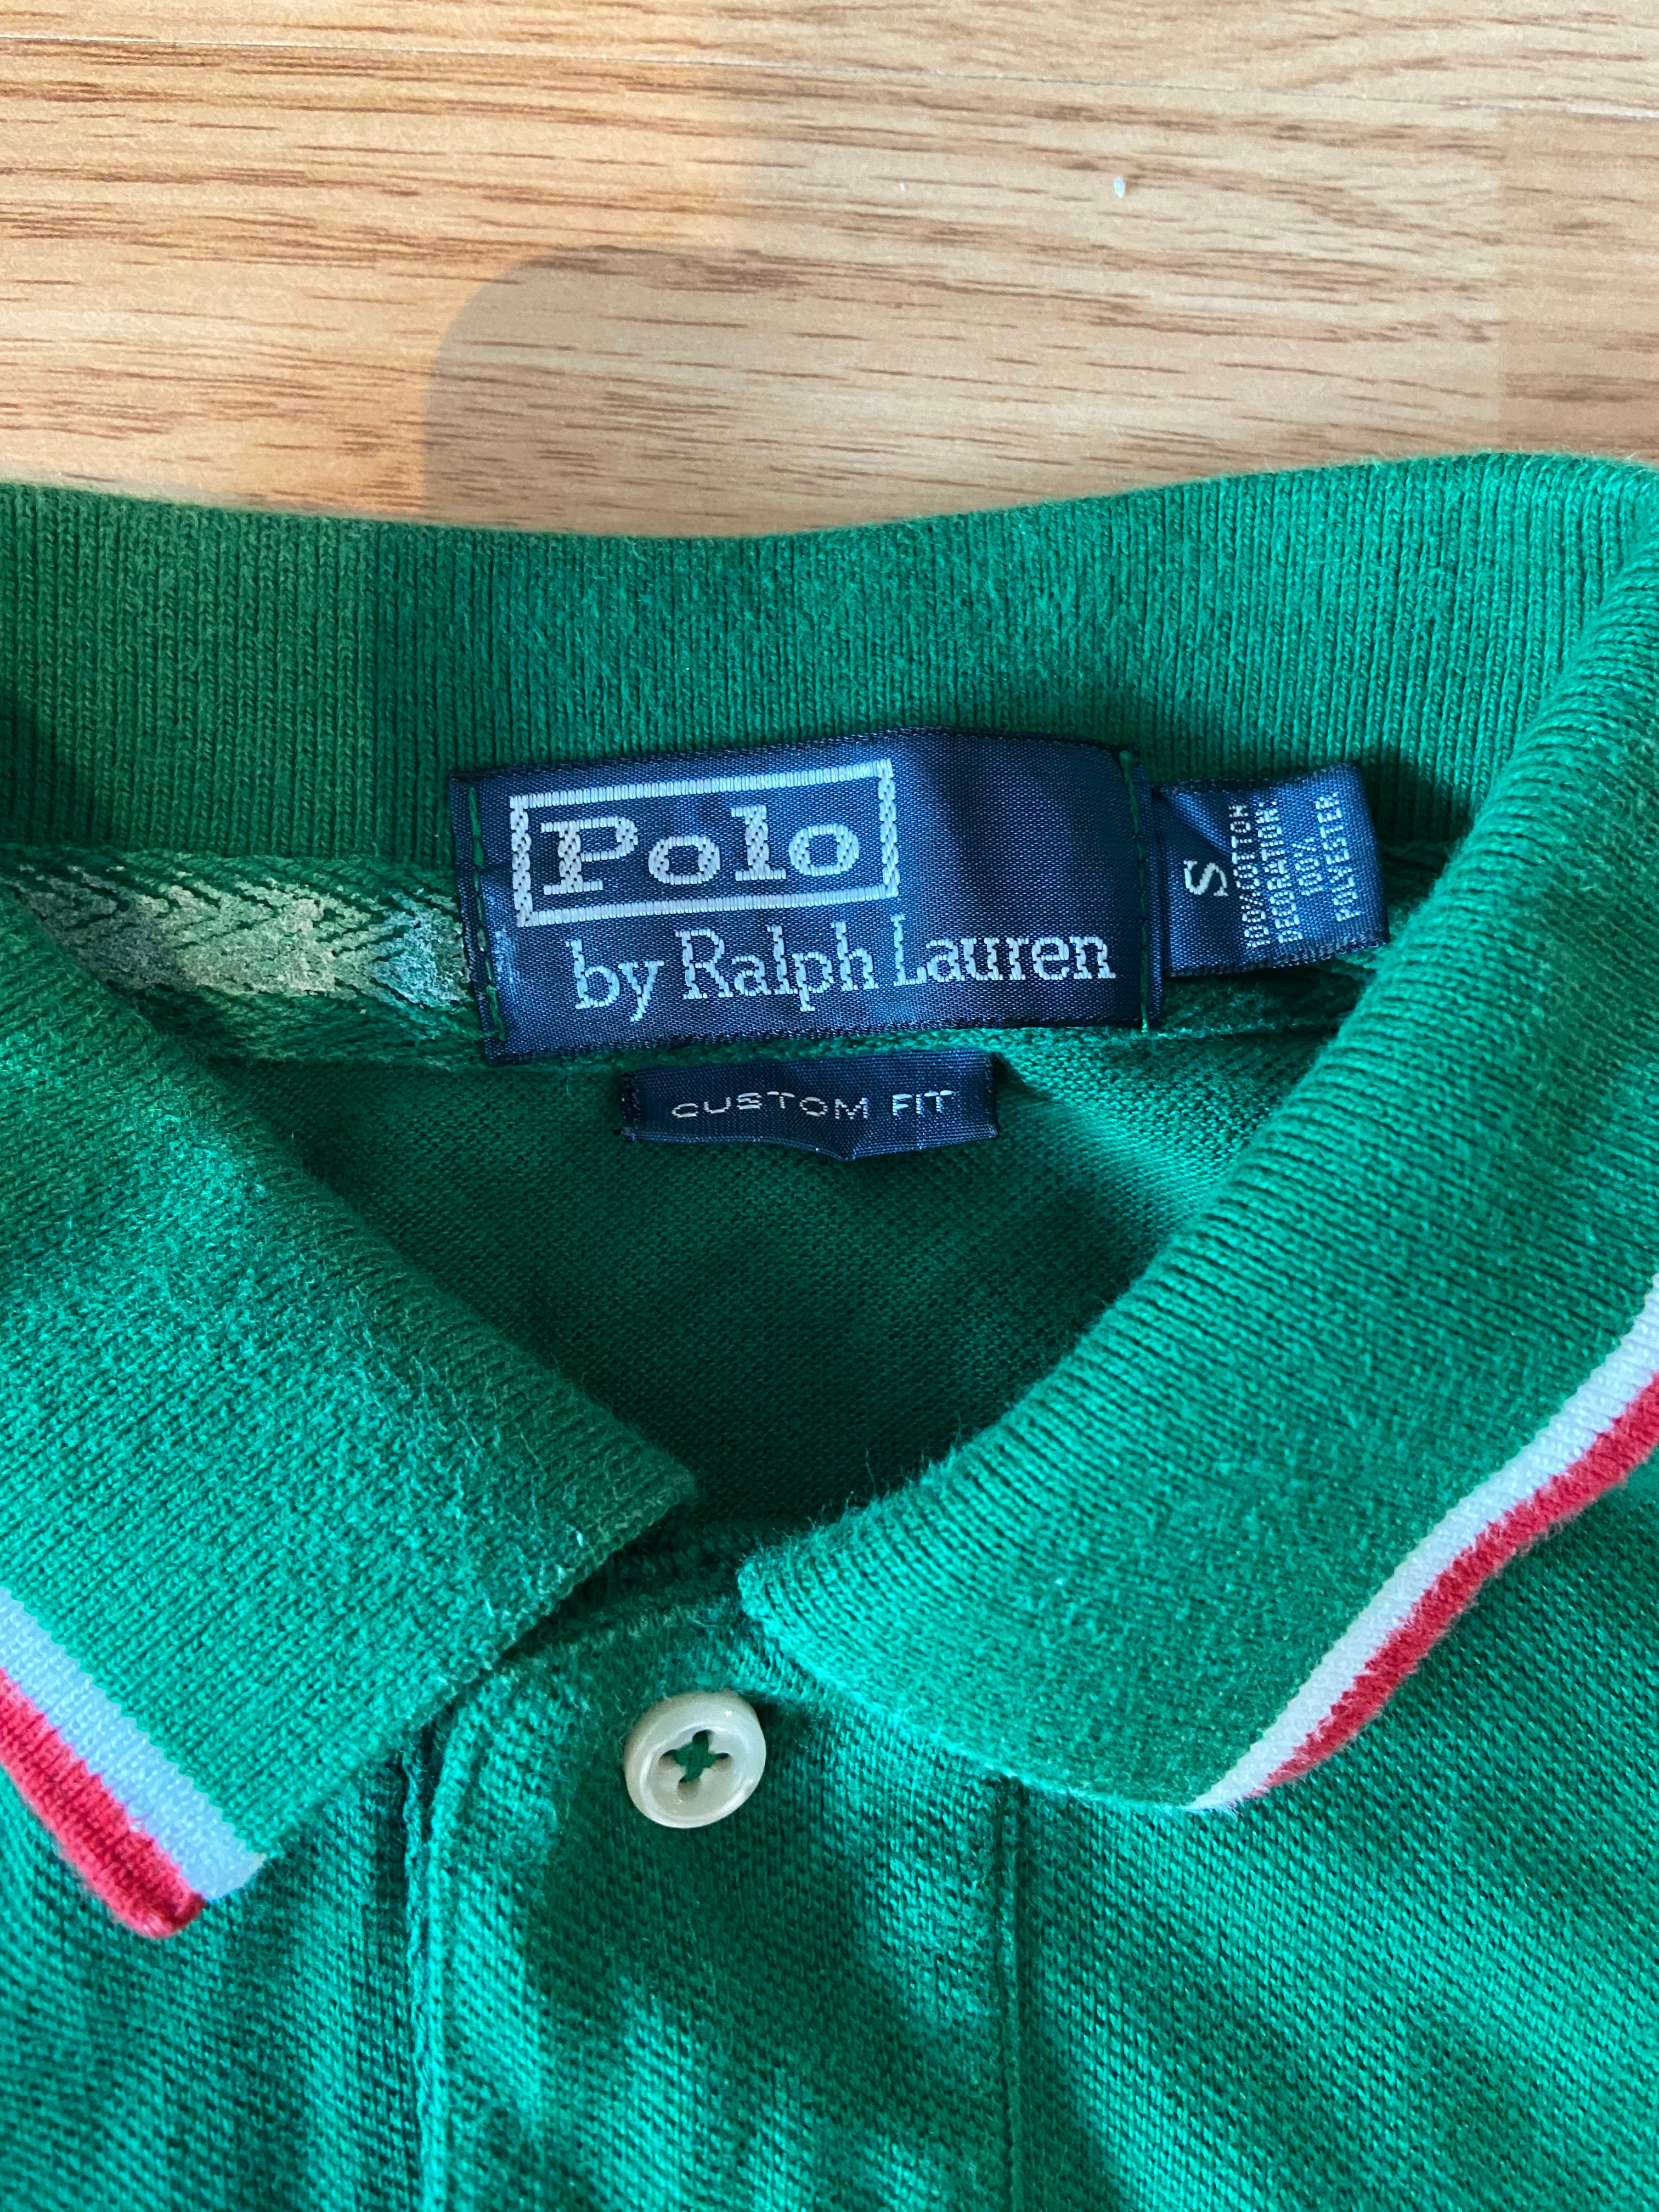 Polo
by Ralph Lauren
S
100% COTTON
DECORATION:
100%
POLYESTER
CUSTOM FIT